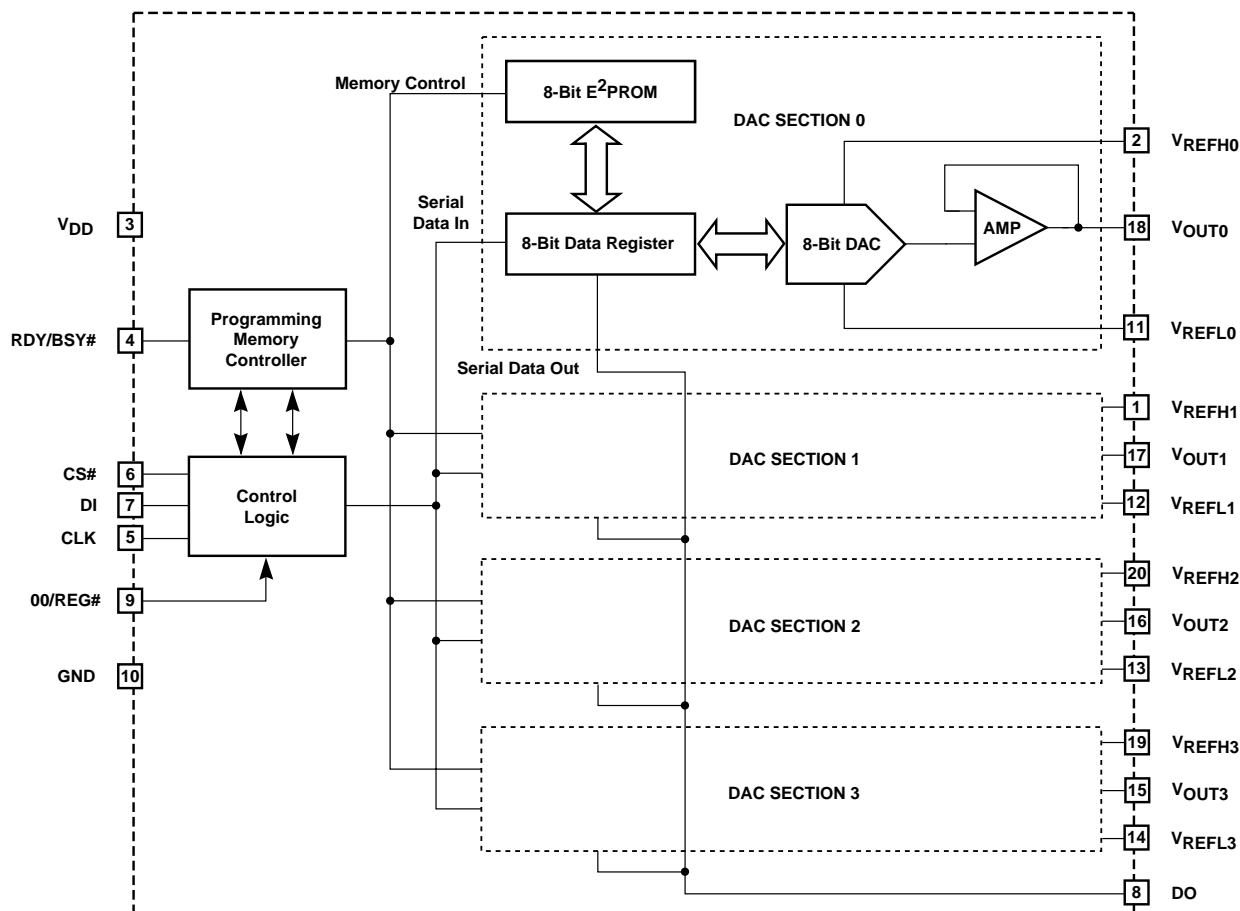 Memory Control
8-Bit E²PROM
DAC SECTION 0
2 VREFH0
Serial
Data In
VDD 3
8-Bit Data Register
8-Bit DAC
AMP
18 VOUT0
Programming
Memory
Controller
RDY/BSY# 4
11 VREFL0
Serial Data Out
1 VREFH1
DAC SECTION 1
17 VOUT1
12 VREFL1
CS# 6
DI 7
CLK 5
Control
Logic
00/REG# 9
20 VREFH2
DAC SECTION 2
16 VOUT2
13 VREFL2
GND 10
19 VREFH3
DAC SECTION 3
15 VOUT3
14 VREFL3
8 DO